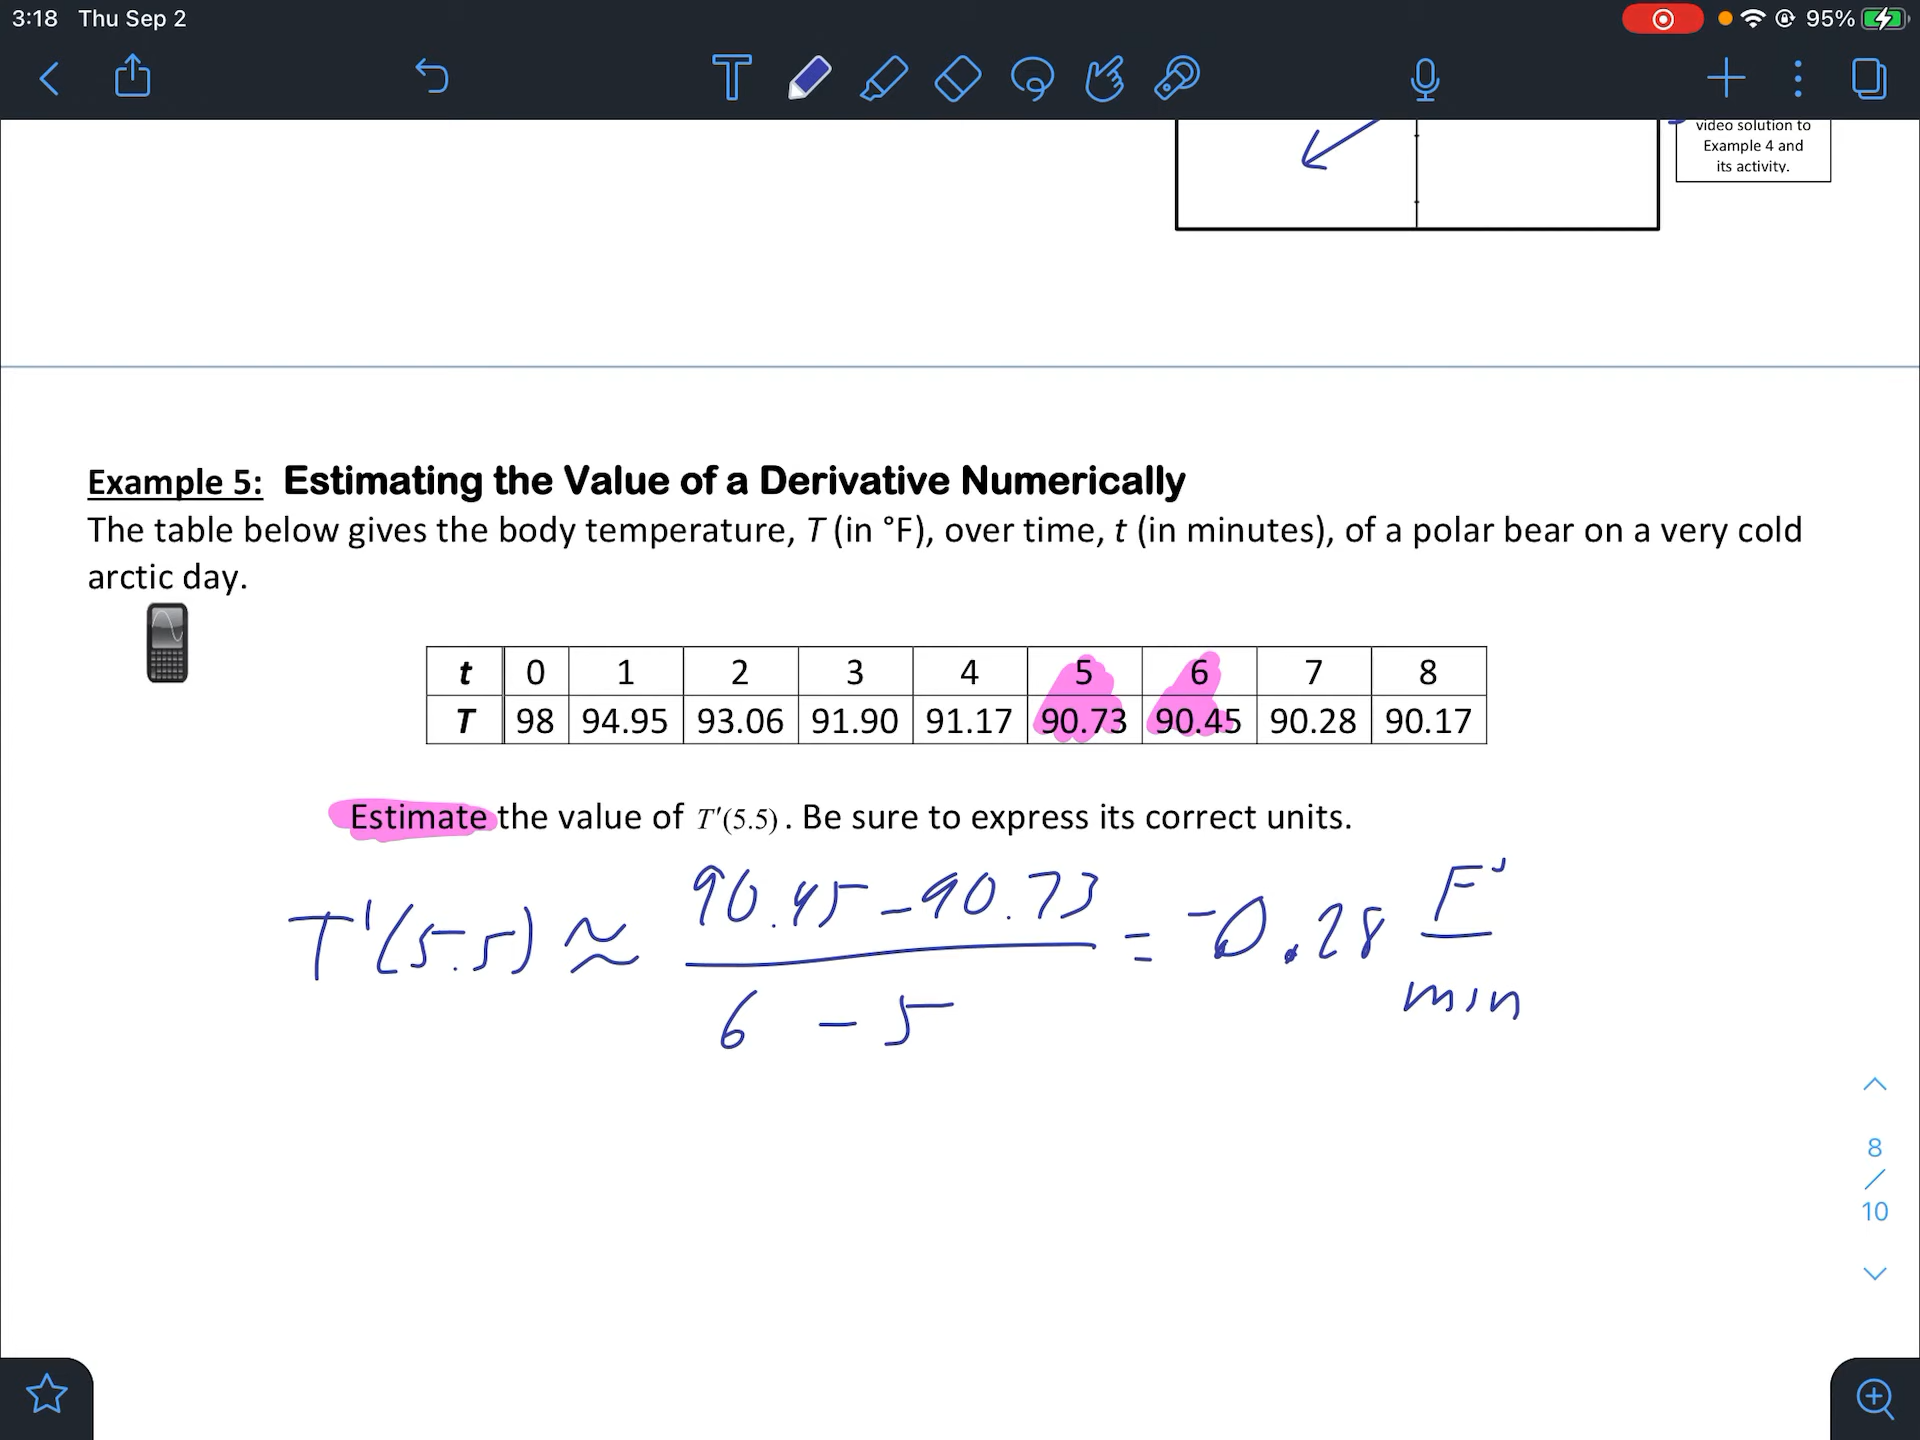 3:18 Thu Sep 2
95%
video solution to
Example 4 and
its activity.
Example 5: Estimating the Value of a Derivative Numerically
The table below gives the body temperature, T (in °F), over time, t (in minutes), of a polar bear on a very cold
arctic day.
t 0 1 2 3 4 5 6 7 8
T 98 94.95 93.06 91.90 91.17 90.73 90.45 90.28 90.17
Estimate the value of T′(5.5). Be sure to express its correct units.
90.45 - 90.73 F°
T'(5.5) ≈ = -0.28
6 - 5 min
8
/
10